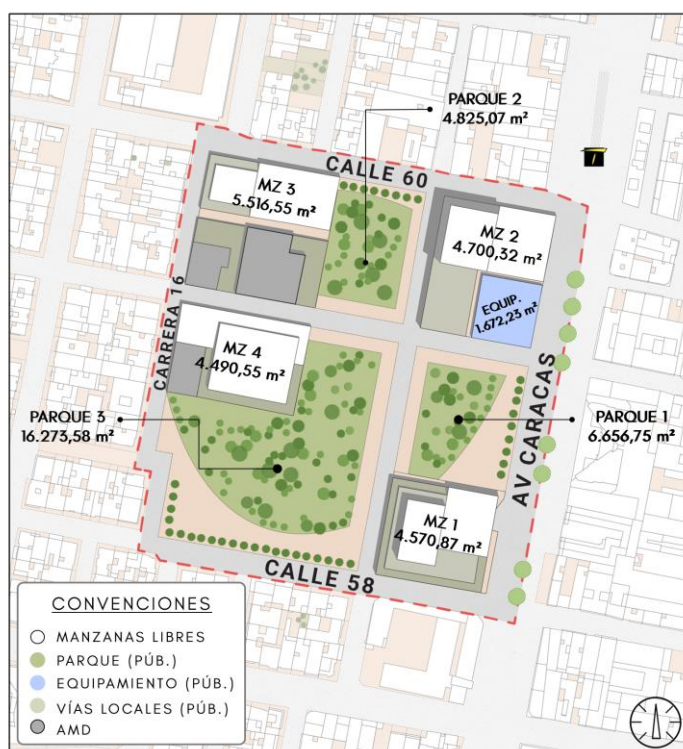 PARQUE 2
4.825,07 m²
CALLE 60
MZ 3
5.516,55 m²
MZ 2
4.700,32 m²
EQUIP.
1.672,23 m²
CARRERA 16
MZ 4
4.490,55 m²
AV CARACAS
PARQUE 3
16.273,58 m²
PARQUE 1
6.656,75 m²
MZ 1
4.570,87 m²
CALLE 58
CONVENCIONES
MANZANAS LIBRES
PARQUE (PÚB.)
EQUIPAMIENTO (PÚB.)
VÍAS LOCALES (PÚB.)
AMD